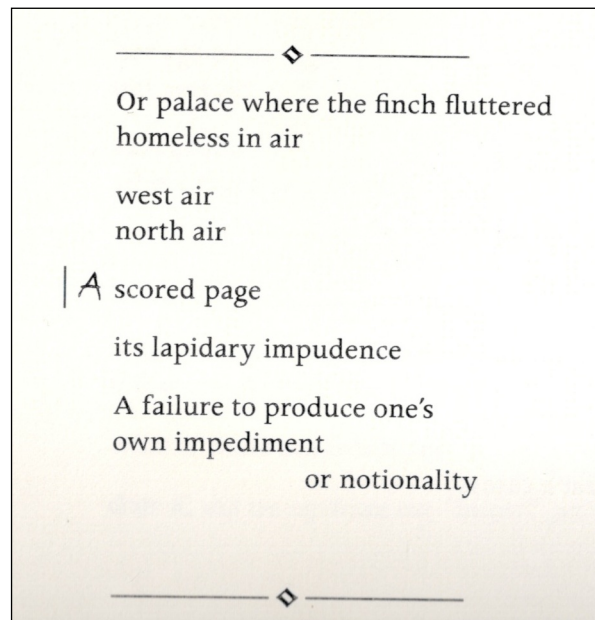 Or palace where the finch fluttered
homeless in air
west air
north air
A scored page
its lapidary impudence
A failure to produce one’s
own impediment
or notionality